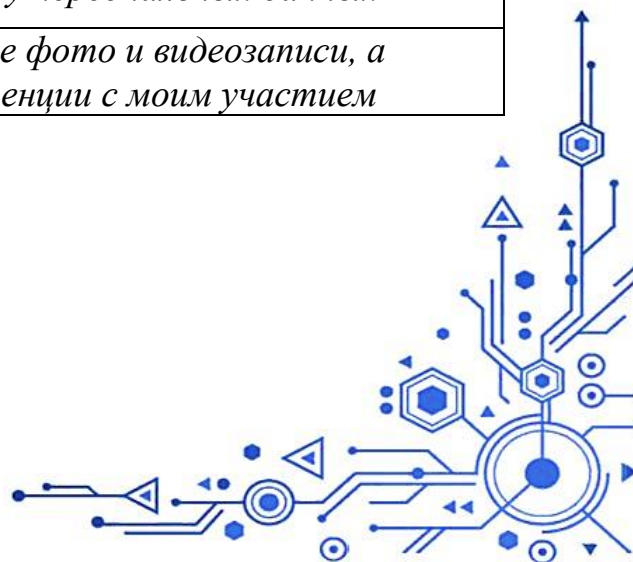 е фото и видеозаписи, а
енции с моим участием